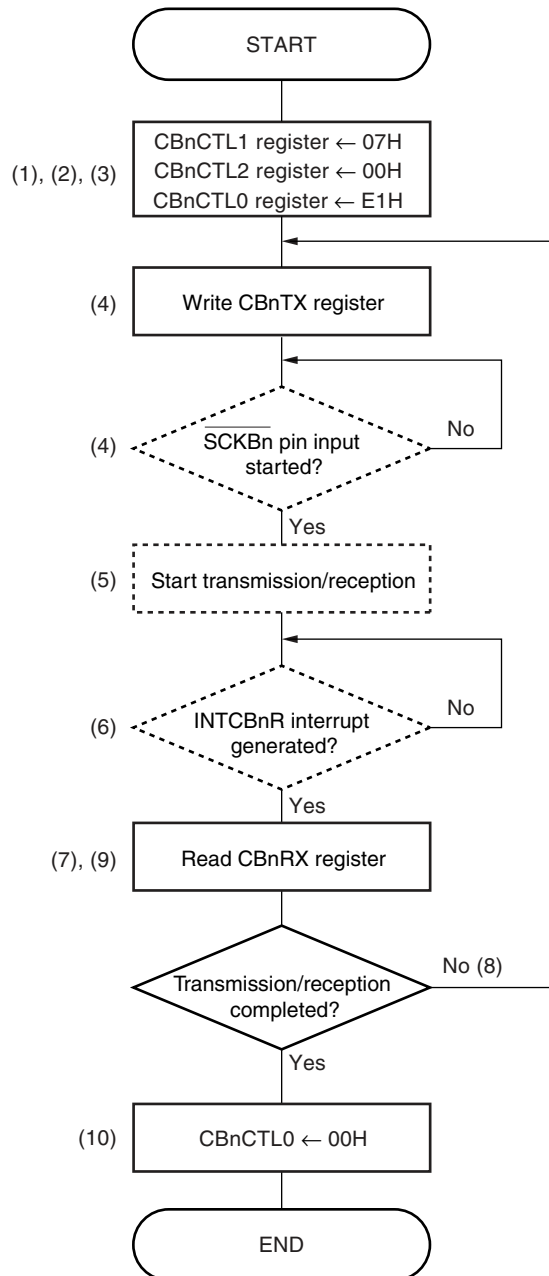 START
(1), (2), (3)
CBnCTL1 register ← 07H
CBnCTL2 register ← 00H
CBnCTL0 register ← E1H
(4)
Write CBnTX register
(4)
SCKBn pin input
started?
No
Yes
(5)
Start transmission/reception
(6)
INTCBnR interrupt
generated?
No
Yes
(7), (9)
Read CBnRX register
Transmission/reception
completed?
No (8)
Yes
(10)
CBnCTL0 ← 00H
END